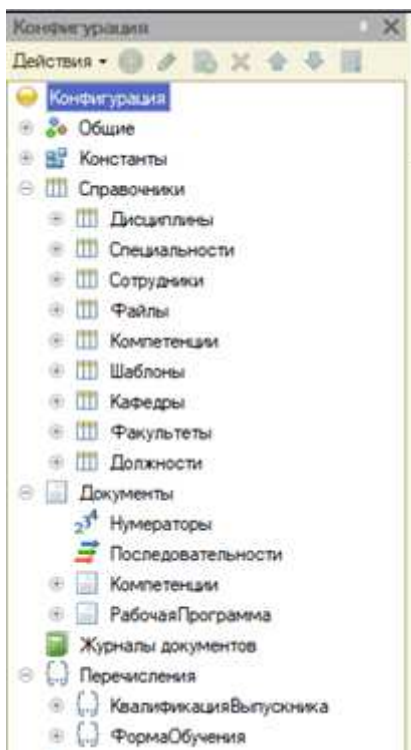 Конфигурация
Действия
Конфигурация
Общие
Константы
Справочники
Дисциплины
Специальности
Сотрудники
Файлы
Компетенции
Шаблоны
Кафедры
Факультеты
Должности
Документы
Нумераторы
Последовательности
Компетенции
РабочаяПрограмма
Журналы документов
Перечисления
КвалификацияВыпускника
ФормаОбучения